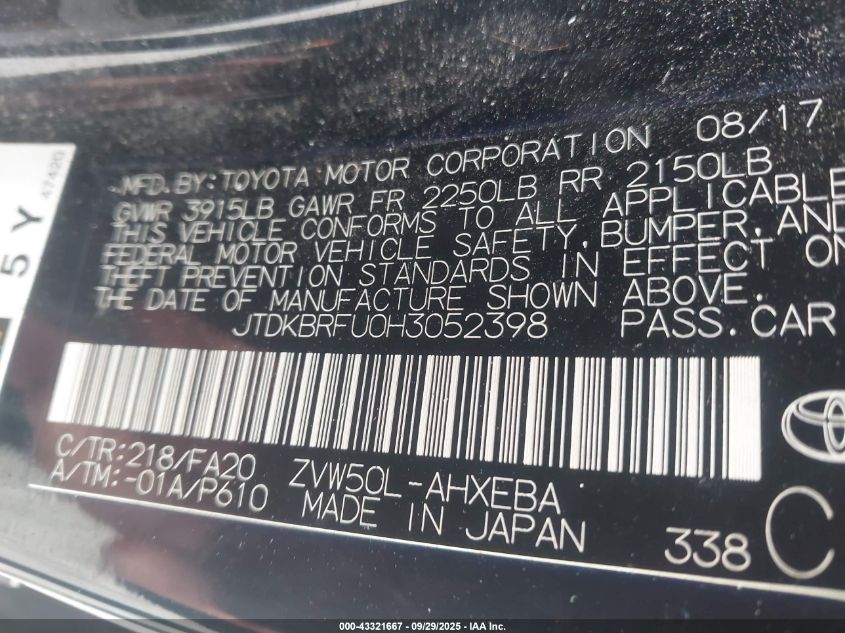 47420
5 Y
MFD. BY: TOYOTA MOTOR CORPORATION 08/17
GVWR 3915LB GAWR FR 2250LB RR 2150LB
THIS VEHICLE CONFORMS TO ALL APPLICABLE
FEDERAL MOTOR VEHICLE SAFETY, BUMPER, AND
THEFT PREVENTION STANDARDS IN EFFECT ON
THE DATE OF MANUFACTURE SHOWN ABOVE.
JTDKBRFU0H3052398 PASS. CAR
C/TR: 218/FA20 ZVW50L-AHXEBA
A/TM: -01A/P610 MADE IN JAPAN
338 C
000-43321667 - 09/29/2025 - IAA Inc.